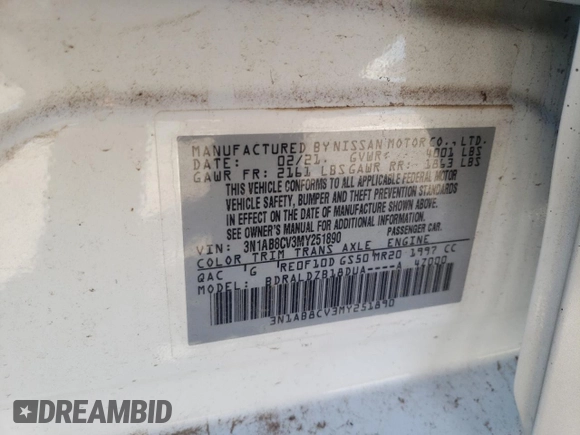 MANUFACTURED BY NISSAN MOTOR CO., LTD.
DATE: 02/21. GVWR: 4001 LBS
GAWR FR: 2161 LBS GAWR RR: 1863 LBS
THIS VEHICLE CONFORMS TO ALL APPLICABLE FEDERAL MOTOR
VEHICLE SAFETY, BUMPER AND THEFT PREVENTION STANDARDS
IN EFFECT ON THE DATE OF MANUFACTURE SHOWN ABOVE.
SEE OWNER'S MANUAL FOR ADDITIONAL INFORMATION.
VIN: 3N1AB8CV3MY251890 PASSENGER CAR.
COLOR TRIM TRANS AXLE ENGINE
QAC G RE0F10D GS50 MR20 1997 CC
MODEL: BDRALDZB18DUA----A 47000
3N1AB8CV3MY251890
DREAMBID